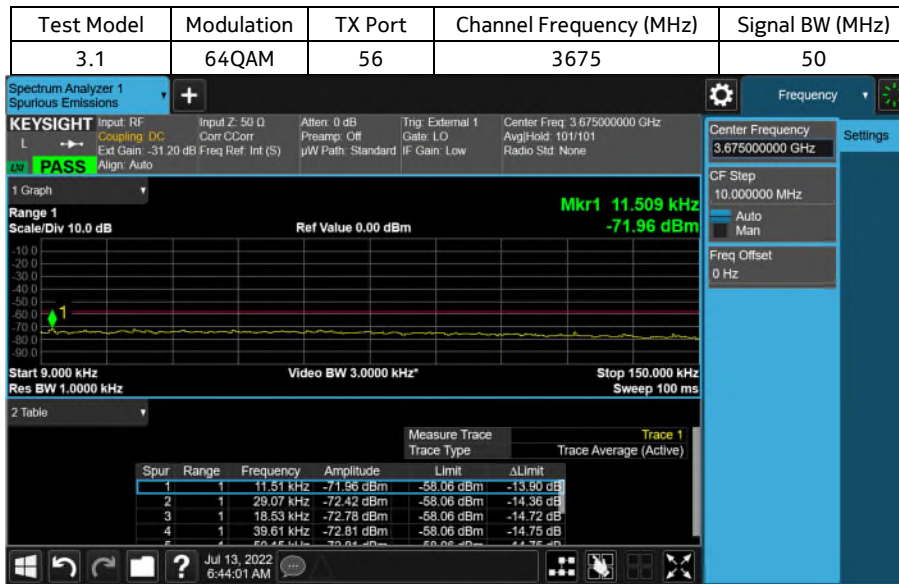 Test Model Modulation TX Port Channel Frequency (MHz) Signal BW (MHz)
3.1 64QAM 56 3675 50
Spectrum Analyzer 1
Spurious Emissions
+
Frequency
KEYSIGHT
L
LXI PASS
Input: RF
Coupling: DC
Ext Gain: -31.20 dB
Align: Auto
Input Z: 50 Ω
Corr CCorr
Freq Ref: Int (S)
Atten: 0 dB
Preamp: Off
µW Path: Standard
Trig: External 1
Gate: LO
IF Gain: Low
Center Freq: 3.675000000 GHz
Avg|Hold: 101/101
Radio Std: None
Center Frequency
3.675000000 GHz
Settings
CF Step
10.000000 MHz
Auto
Man
Freq Offset
0 Hz
1 Graph
Range 1
Scale/Div 10.0 dB
Ref Value 0.00 dBm
Mkr1 11.509 kHz
-71.96 dBm
-10.0
-20.0
-30.0
-40.0
-50.0
-60.0
-70.0
-80.0
-90.0
1
Start 9.000 kHz
Res BW 1.0000 kHz
Video BW 3.0000 kHz*
Stop 150.000 kHz
Sweep 100 ms
2 Table
Measure Trace Trace 1
Trace Type Trace Average (Active)
Spur Range Frequency Amplitude Limit ΔLimit
1 1 11.51 kHz -71.96 dBm -58.06 dBm -13.90 dB
2 1 29.07 kHz -72.42 dBm -58.06 dBm -14.36 dB
3 1 18.53 kHz -72.78 dBm -58.06 dBm -14.72 dB
4 1 39.61 kHz -72.81 dBm -58.06 dBm -14.75 dB
?
Jul 13, 2022
6:44:01 AM